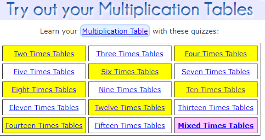 Try out your Multiplication Tables
Learn your Multiplication Table with these quizzes:
Two Times Tables Three Times Tables Four Times Tables
Five Times Tables Six Times Tables Seven Times Tables
Eight Times Tables Nine Times Tables Ten Times Tables
Eleven Times Tables Twelve Times Tables Thirteen Times Tables
Fourteen Times Tables Fifteen Times Tables Mixed Times Tables